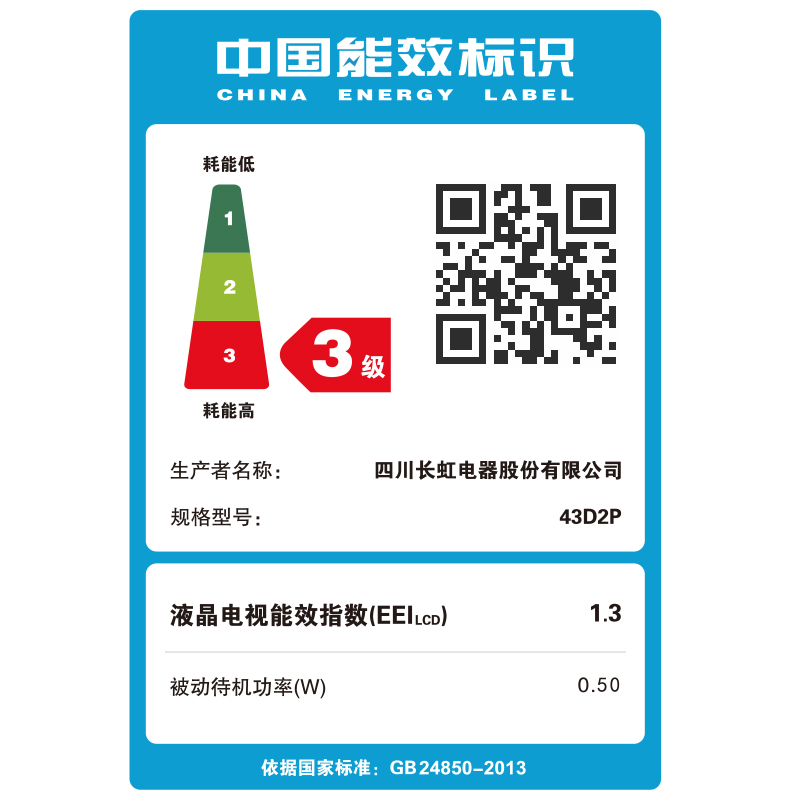 中国能效标识
CHINA ENERGY LABEL
耗能低
1
2
3
3级
耗能高
生产者名称: 四川长虹电器股份有限公司
规格型号: 43D2P
液晶电视能效指数(EEILCD) 1.3
被动待机功率(W) 0.50
依据国家标准: GB 24850-2013